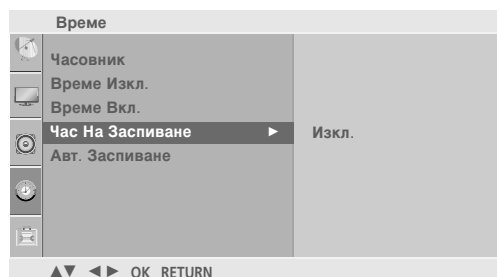 Време
Часовник
Време Изкл.
Време Вкл.
Час На Заспиване ► Изкл.
Авт. Заспиване
▲▼ ◄► OK RETURN